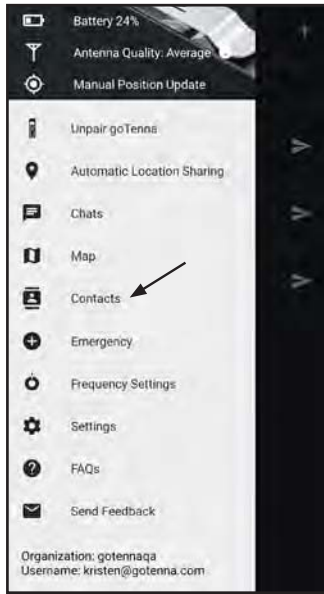 Battery 24%
Antenna Quality: Average
Manual Position Update
Unpair goTenna
Automatic Location Sharing
Chats
Map
Contacts
Emergency
Frequency Settings
Settings
FAQs
Send Feedback
Organization: gotennaqa
Username: kristen@gotenna.com